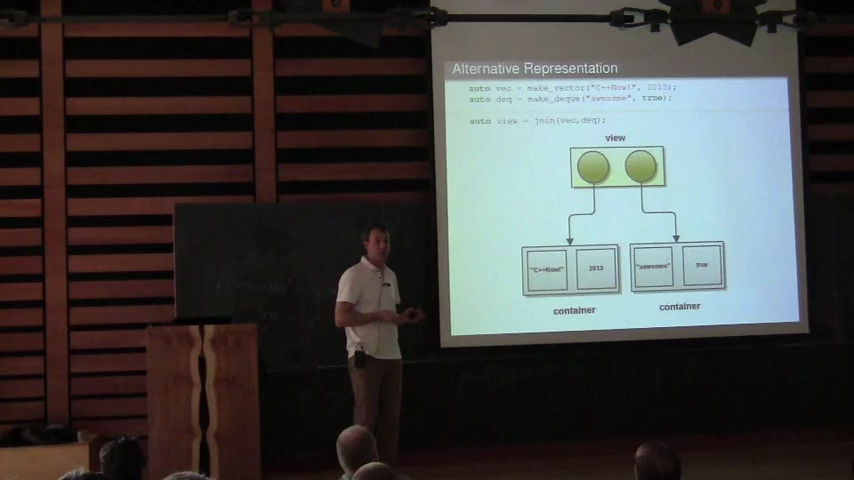 Alternative Representation
auto vec = make_vector("C++Now!", 2013);
auto deq = make_deque("awesome", true);
auto view = join(vec,deq);
view
"C++Now!" 2013 "awesome" true
container container